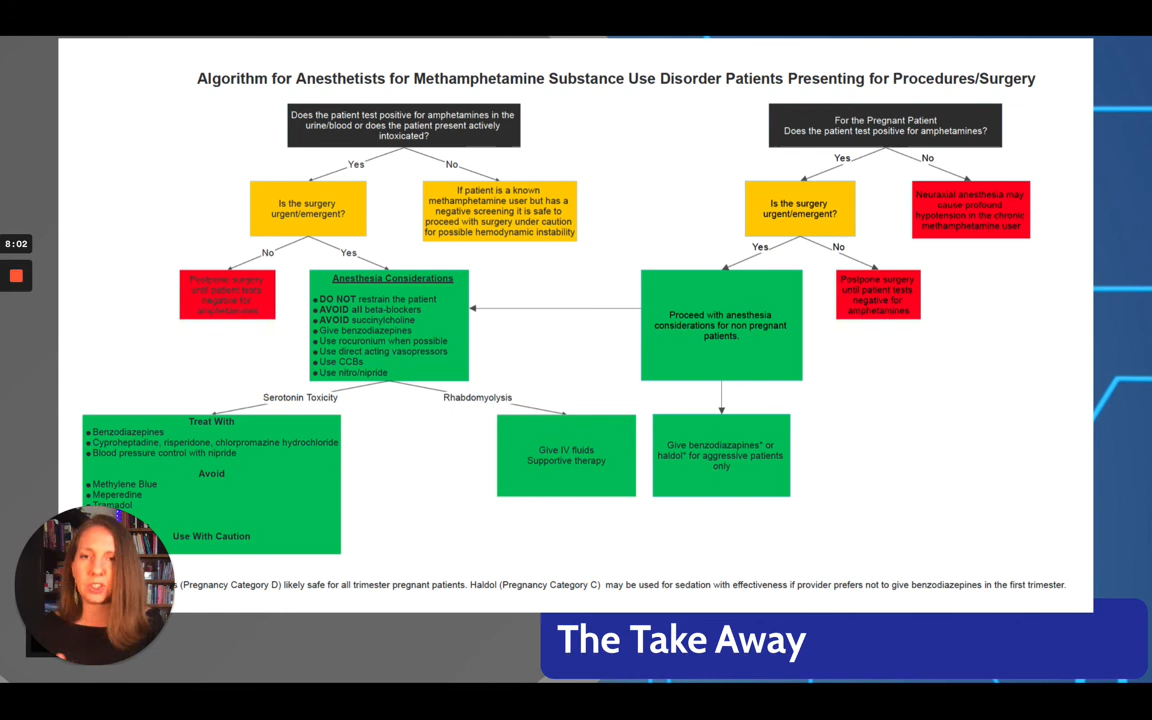 Algorithm for Anesthetists for Methamphetamine Substance Use Disorder Patients Presenting for Procedures/Surgery
Does the patient test positive for amphetamines in the
urine/blood or does the patient present actively
intoxicated?
Yes
No
Is the surgery
urgent/emergent?
If patient is a known
methamphetamine user but has a
negative screening it is safe to
proceed with surgery under caution
for possible hemodynamic instability
No
Yes
Postpone surgery
until patient tests
negative for
amphetamines
Anesthesia Considerations
● DO NOT restrain the patient
● AVOID all beta-blockers
● AVOID succinylcholine
● Give benzodiazepines
● Use rocuronium when possible
● Use direct acting vasopressors
● Use CCBs
● Use nitro/nipride
Serotonin Toxicity
Rhabdomyolysis
Treat With
● Benzodiazepines
● Cyproheptadine, risperidone, chlorpromazine hydrochloride
● Blood pressure control with nipride
Avoid
● Methylene Blue
● Meperedine
● Tramadol
Use With Caution
Give IV fluids
Supportive therapy
For the Pregnant Patient
Does the patient test positive for amphetamines?
Yes
No
Is the surgery
urgent/emergent?
Neuraxial anesthesia may
cause profound
hypotension in the chronic
methamphetamine user
Yes
No
Proceed with anesthesia
considerations for non pregnant
patients.
Postpone surgery
until patient tests
negative for
amphetamines
Give benzodiazapines* or
haldol* for aggressive patients
only
(Pregnancy Category D) likely safe for all trimester pregnant patients. Haldol (Pregnancy Category C) may be used for sedation with effectiveness if provider prefers not to give benzodiazepines in the first trimester.
8:02
The Take Away